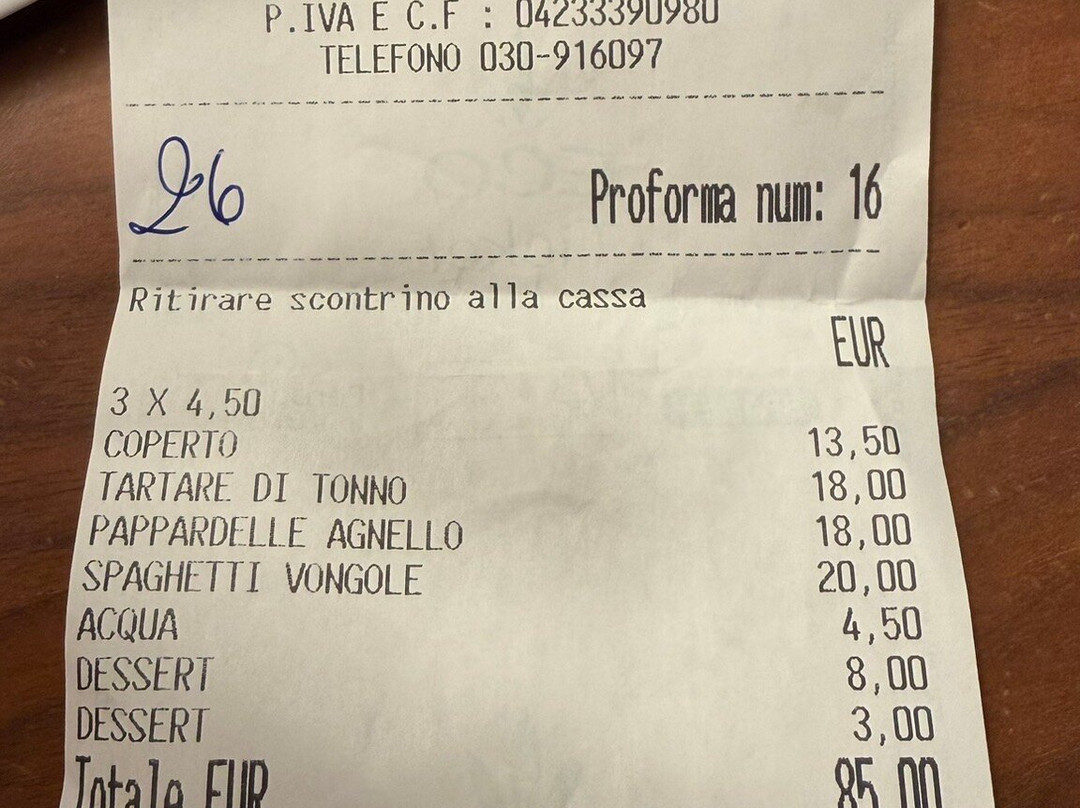 P.IVA E C.F : 04233390980
TELEFONO 030-916097
26
Proforma num: 16
Ritirare scontrino alla cassa
EUR
3 X 4,50
COPERTO 13,50
TARTARE DI TONNO 18,00
PAPPARDELLE AGNELLO 18,00
SPAGHETTI VONGOLE 20,00
ACQUA 4,50
DESSERT 8,00
DESSERT 3,00
Totale EUR 85,00